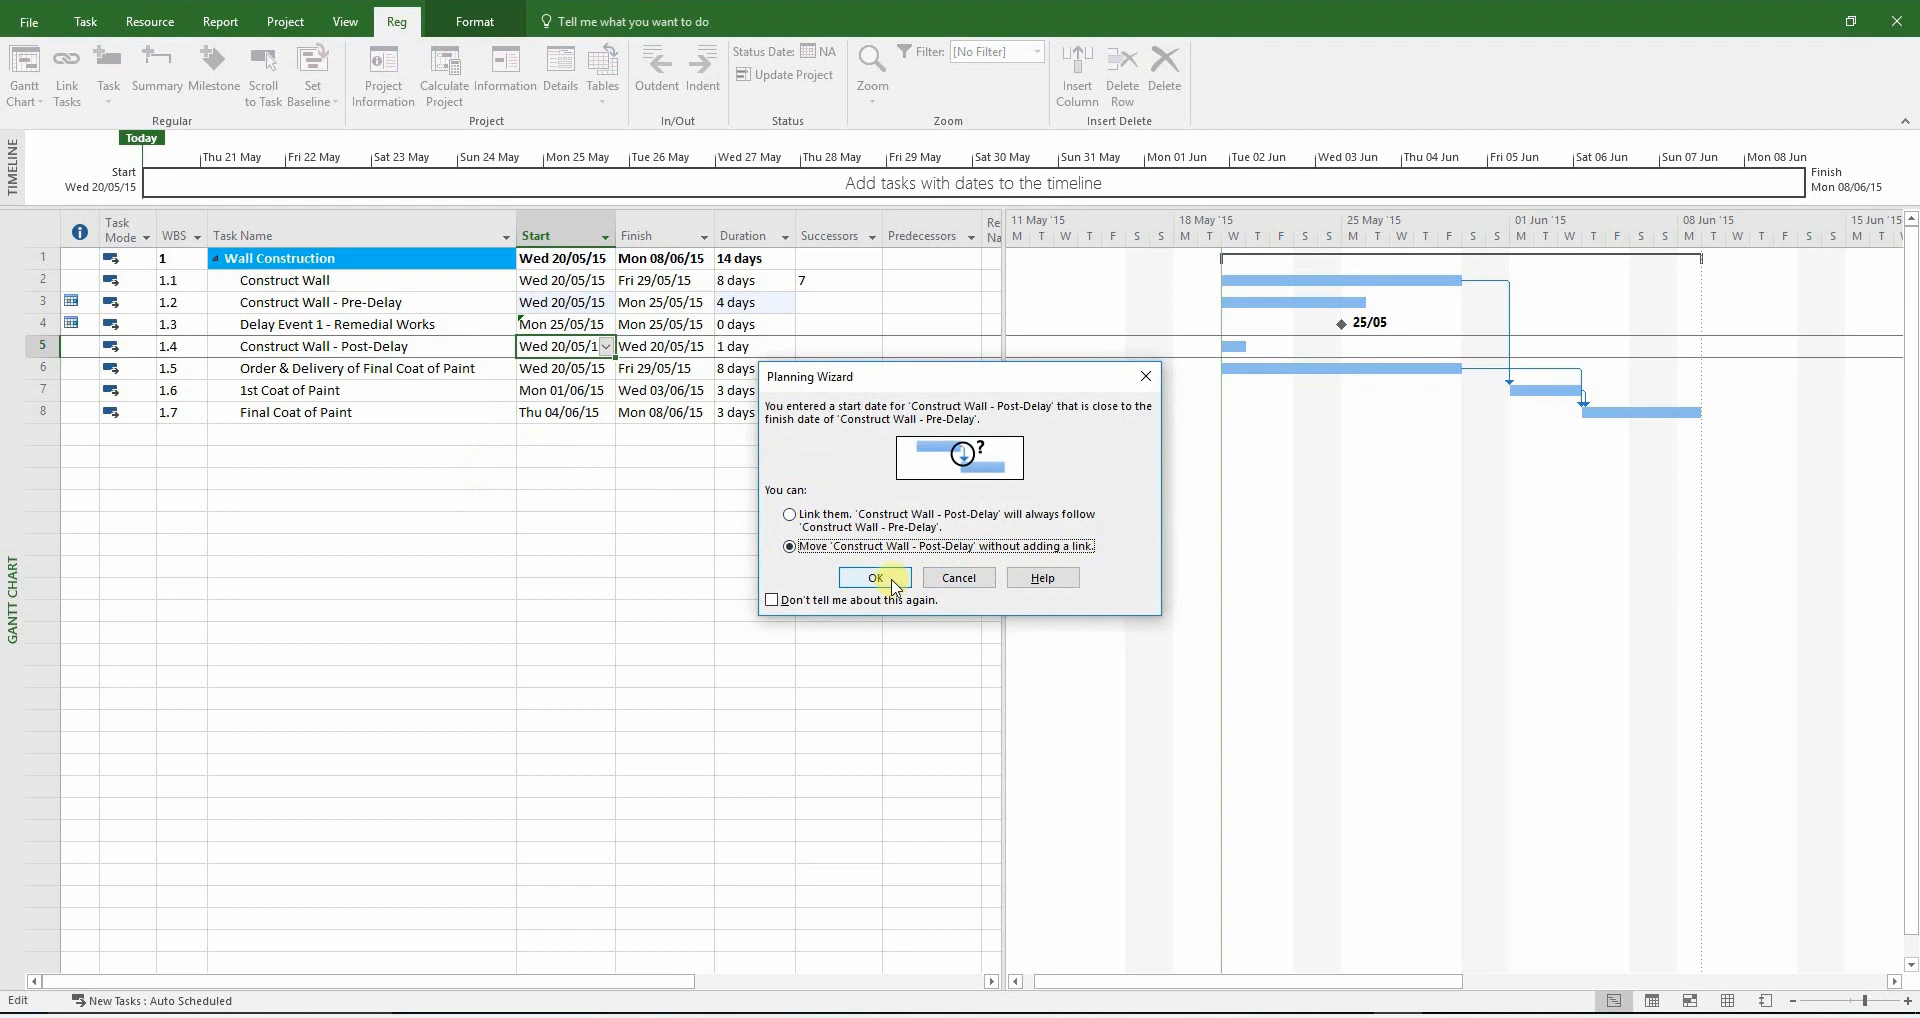 File Task Resource Report Project View Reg Format Tell me what you want to do
Gantt Chart Link Tasks Task Summary Milestone Scroll to Task Set Baseline
Regular
Project Information Calculate Project Information Details Tables
Project
Outdent Indent
In/Out
Status Date: NA
Update Project
Status
Zoom Filter: [No Filter]
Zoom
Insert Column Delete Row Delete
Insert Delete
TIMELINE
Today
Thu 21 May Fri 22 May Sat 23 May Sun 24 May Mon 25 May Tue 26 May Wed 27 May Thu 28 May Fri 29 May Sat 30 May Sun 31 May Mon 01 Jun Tue 02 Jun Wed 03 Jun Thu 04 Jun Fri 05 Jun Sat 06 Jun Sun 07 Jun Mon 08 Jun
Start
Wed 20/05/15
Add tasks with dates to the timeline
Finish
Mon 08/06/15
Task Mode WBS Task Name Start Finish Duration Successors Predecessors Re Na
11 May '15 18 May '15 25 May '15 01 Jun '15 08 Jun '15 15 Jun '15
M T W T F S S M T W T F S S M T W T F S S M T W T F S S M T W T F S S M T
1 1 Wall Construction Wed 20/05/15 Mon 08/06/15 14 days
2 1.1 Construct Wall Wed 20/05/15 Fri 29/05/15 8 days 7
3 1.2 Construct Wall - Pre-Delay Wed 20/05/15 Mon 25/05/15 4 days
4 1.3 Delay Event 1 - Remedial Works Mon 25/05/15 Mon 25/05/15 0 days
25/05
5 1.4 Construct Wall - Post-Delay Wed 20/05/1 Wed 20/05/15 1 day
6 1.5 Order & Delivery of Final Coat of Paint Wed 20/05/15 Fri 29/05/15 8 days
7 1.6 1st Coat of Paint Mon 01/06/15 Wed 03/06/15 3 days
8 1.7 Final Coat of Paint Thu 04/06/15 Mon 08/06/15 3 days
Planning Wizard
You entered a start date for 'Construct Wall - Post-Delay' that is close to the
finish date of 'Construct Wall - Pre-Delay'.
?
You can:
Link them. 'Construct Wall - Post-Delay' will always follow
'Construct Wall - Pre-Delay'.
Move 'Construct Wall - Post-Delay' without adding a link.
OK Cancel Help
Don't tell me about this again.
GANTT CHART
Edit New Tasks : Auto Scheduled